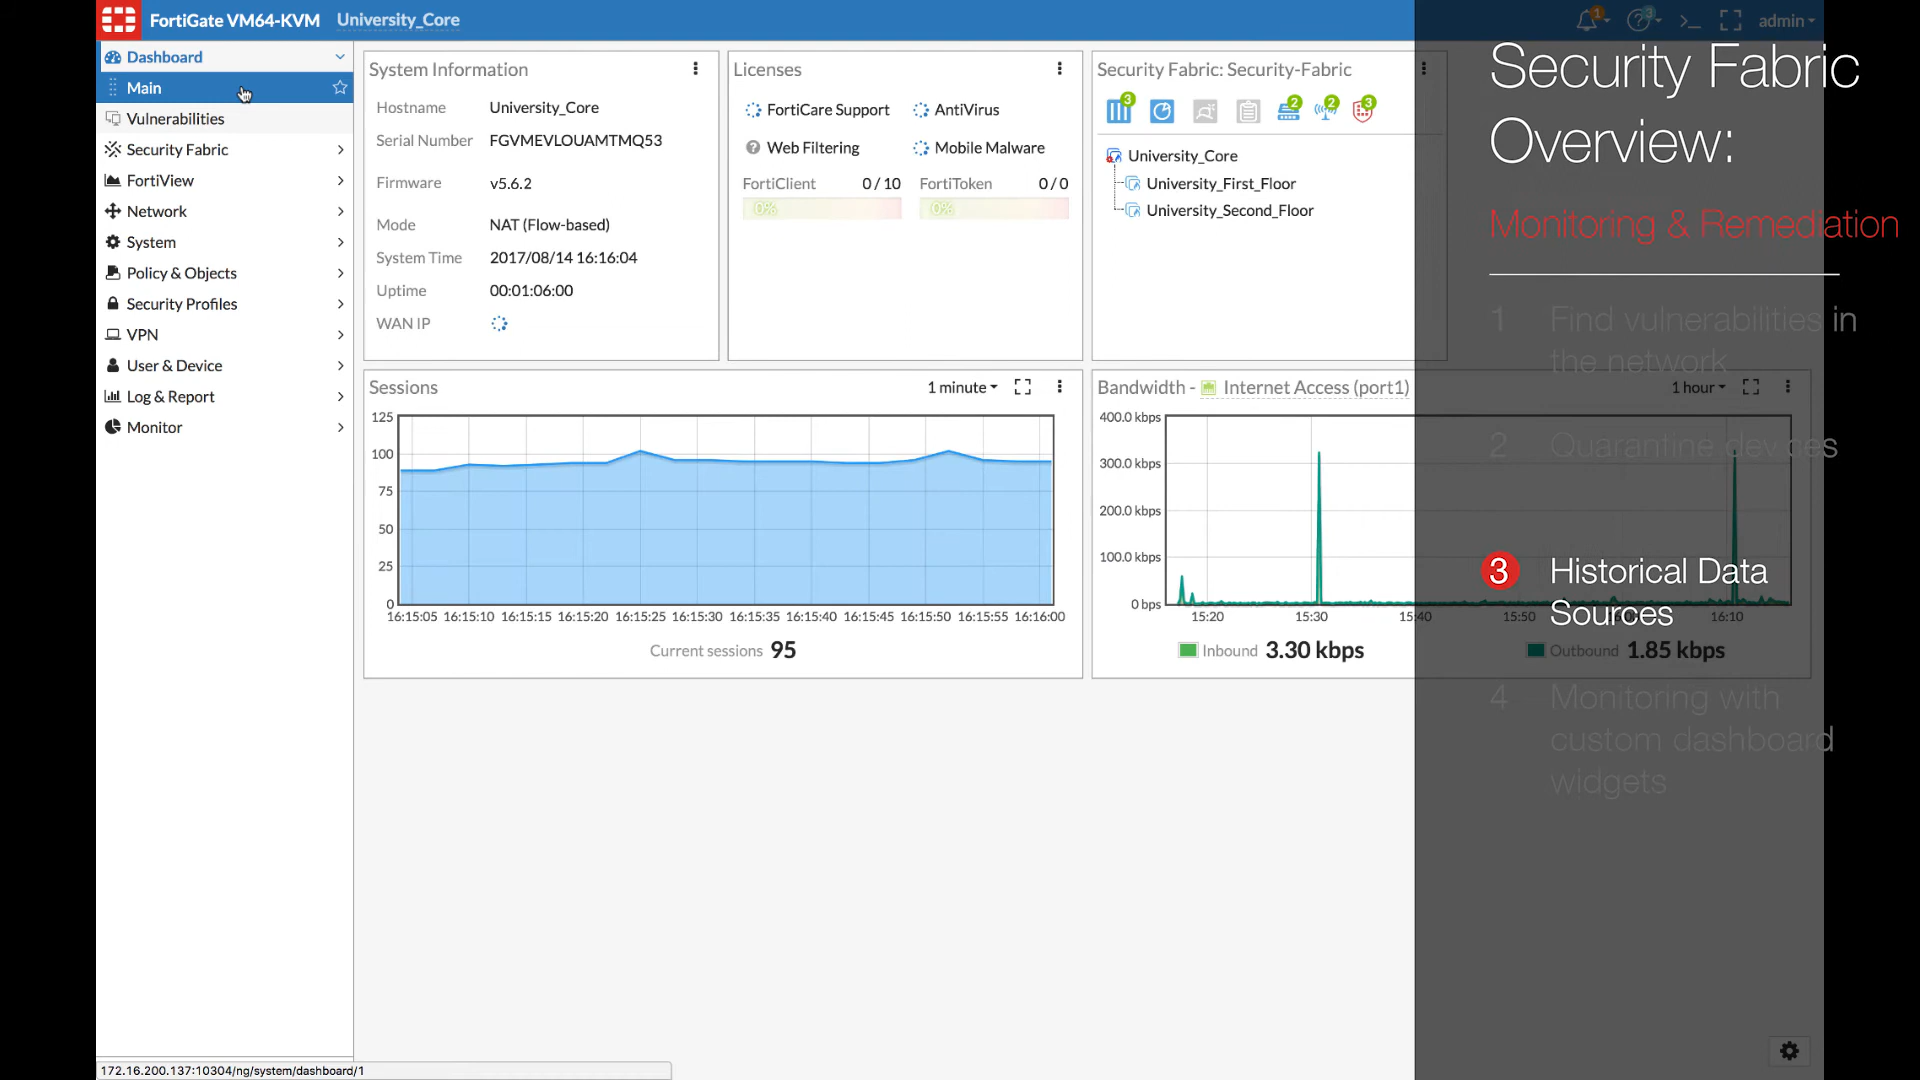 FortiGate VM64-KVM University_Core
1
3
admin
Dashboard
Main
Vulnerabilities
Security Fabric
FortiView
Network
System
Policy & Objects
Security Profiles
VPN
User & Device
Log & Report
Monitor
System Information
Hostname University_Core
Serial Number FGVMEVLOUAMTMQ53
Firmware v5.6.2
Mode NAT (Flow-based)
System Time 2017/08/14 16:16:04
Uptime 00:01:06:00
WAN IP
Licenses
FortiCare Support AntiVirus
Web Filtering Mobile Malware
FortiClient 0 / 10 FortiToken 0 / 0
0% 0%
Security Fabric: Security-Fabric
3 2 2 3
University_Core
University_First_Floor
University_Second_Floor
Sessions 1 minute
125
100
75
50
25
0
16:15:05 16:15:10 16:15:15 16:15:20 16:15:25 16:15:30 16:15:35 16:15:40 16:15:45 16:15:50 16:15:55 16:16:00
Current sessions 95
Bandwidth - Internet Access (port1) 1 hour
400.0 kbps
300.0 kbps
200.0 kbps
100.0 kbps
0 bps
15:20 15:30 15:40 15:50 16:10
Inbound 3.30 kbps Outbound 1.85 kbps
Security Fabric
Overview:
Monitoring & Remediation
1 Find vulnerabilities in
the network
2 Quarantine devices
3 Historical Data
Sources
4 Monitoring with
custom dashboard
widgets
172.16.200.137:10304/ng/system/dashboard/1